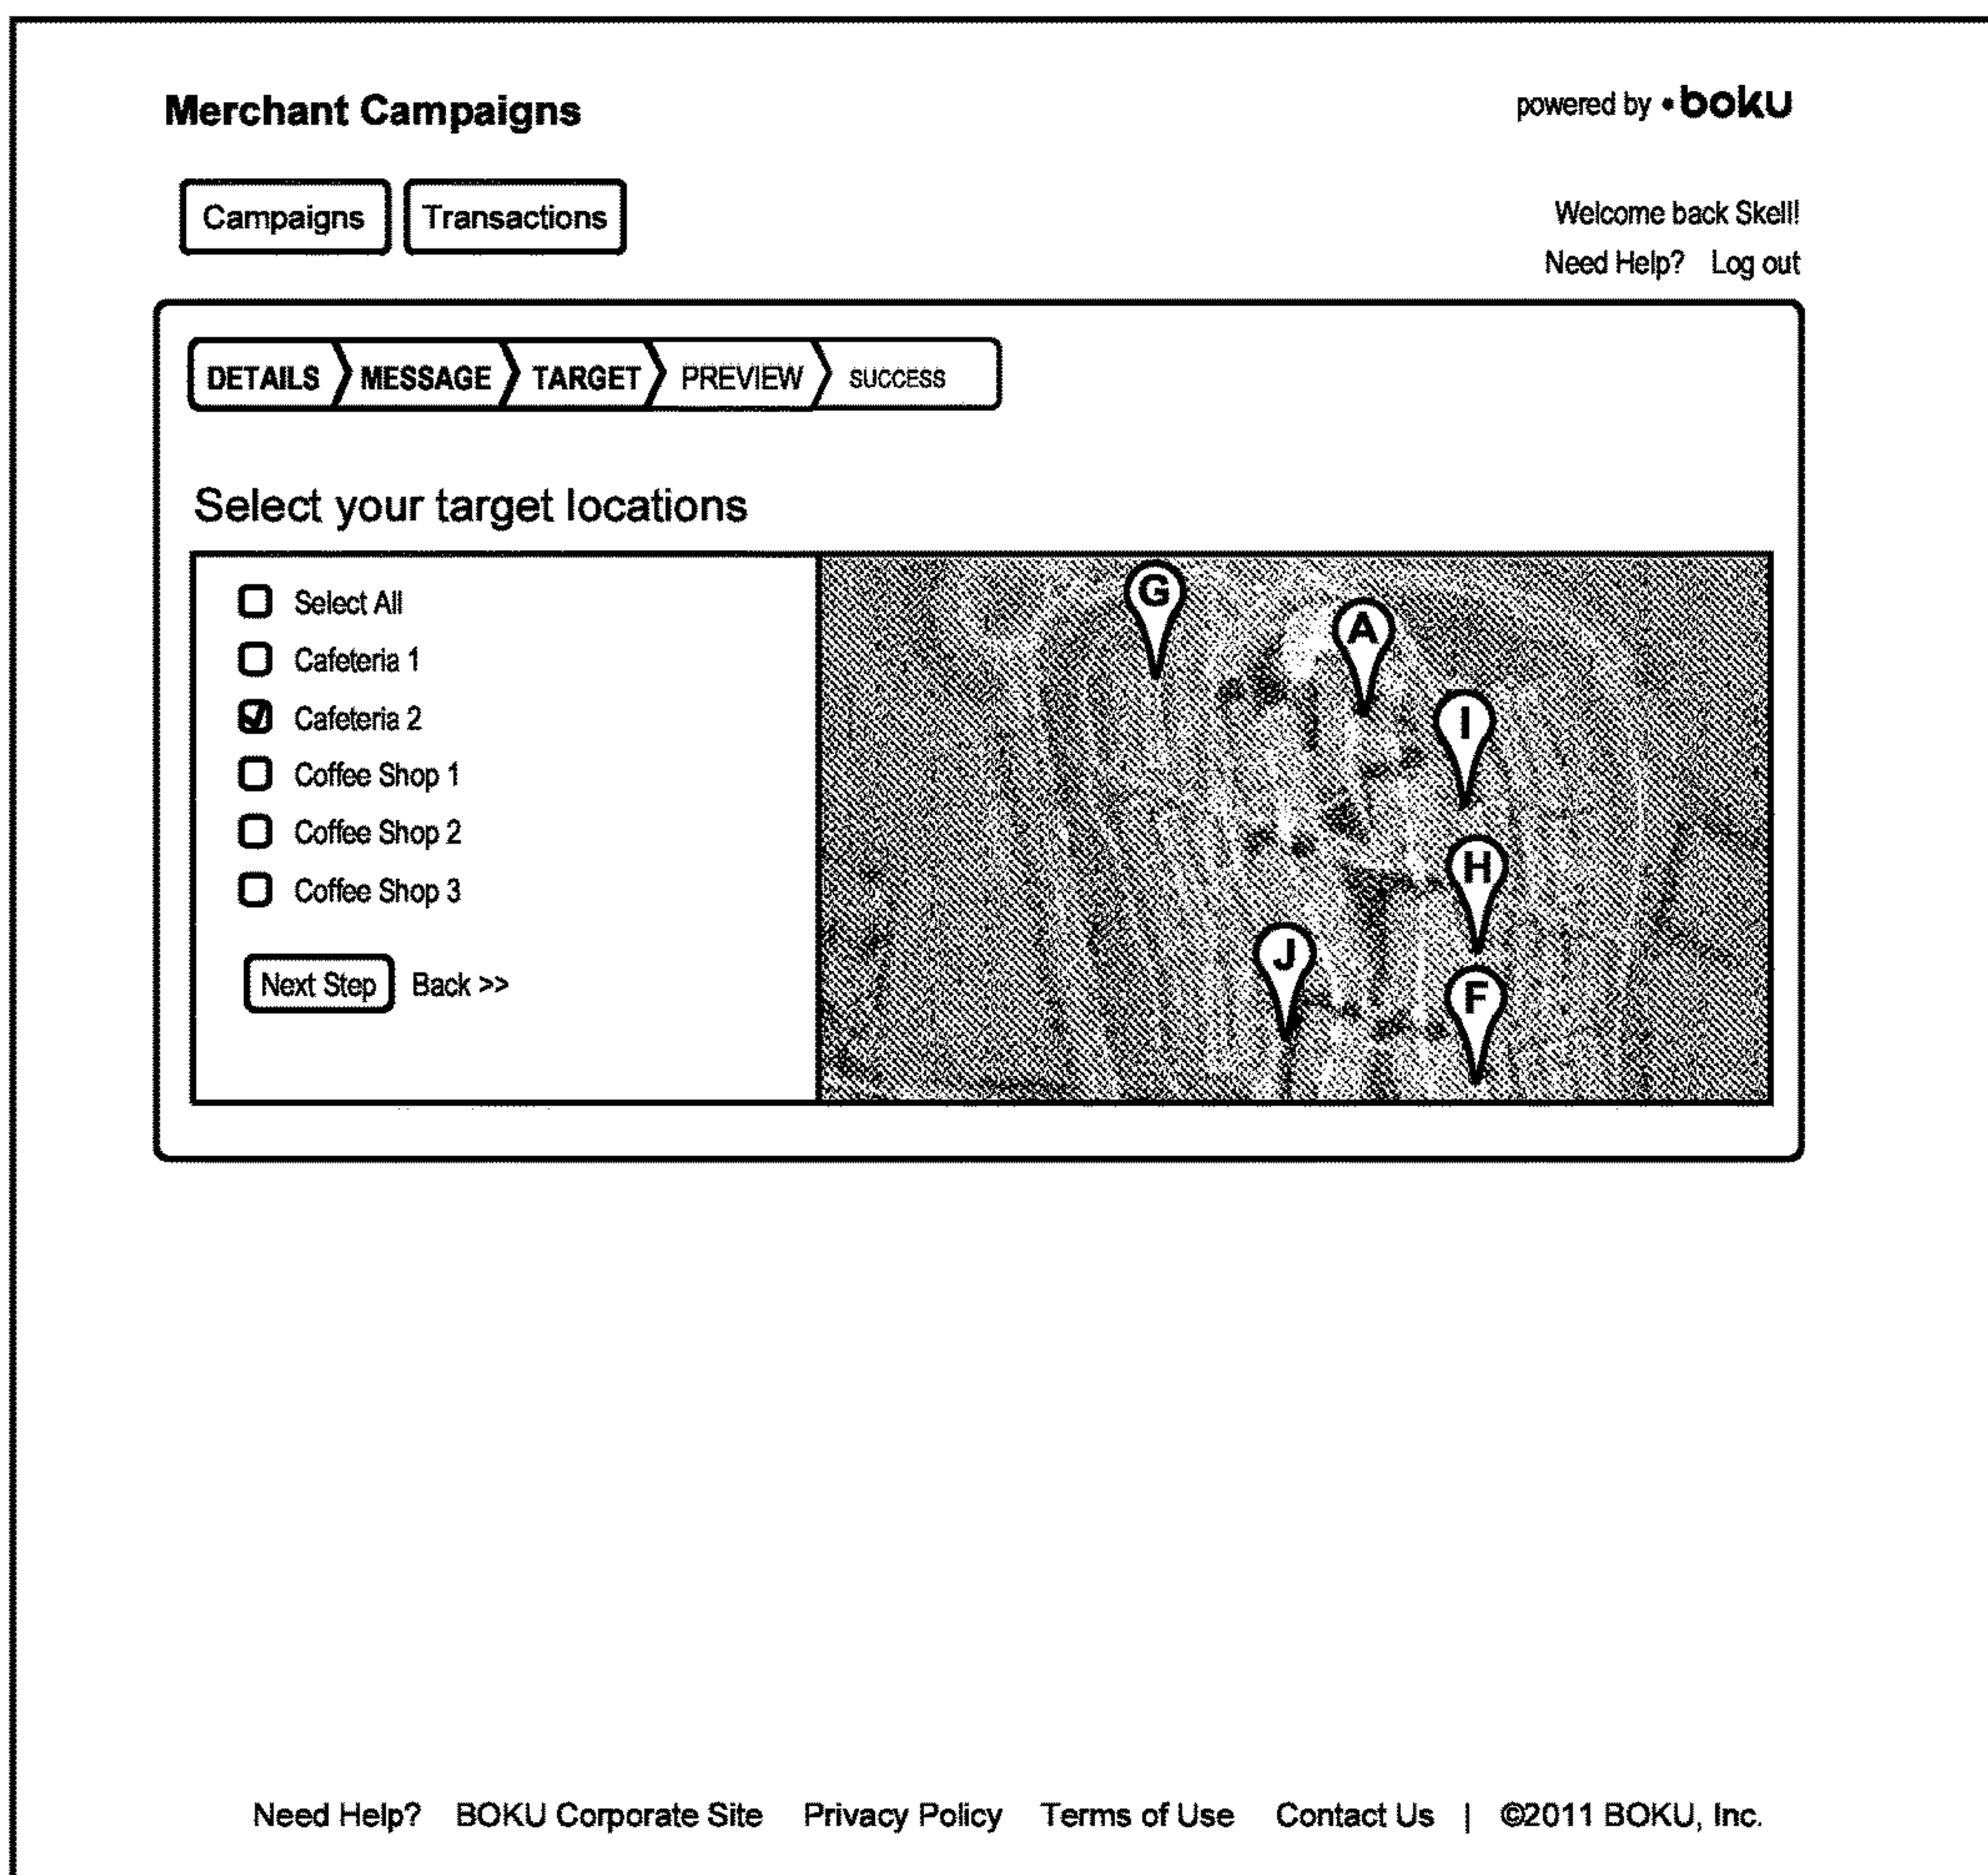 Merchant Campaigns
powered by •boku
Campaigns Transactions
Welcome back Skell!
Need Help? Log out
DETAILS MESSAGE TARGET PREVIEW SUCCESS
Select your target locations
Select All
Cafeteria 1
Cafeteria 2
Coffee Shop 1
Coffee Shop 2
Coffee Shop 3
Next Step Back >>
G
A
I
H
J
F
Need Help? BOKU Corporate Site Privacy Policy Terms of Use Contact Us | ©2011 BOKU, Inc.